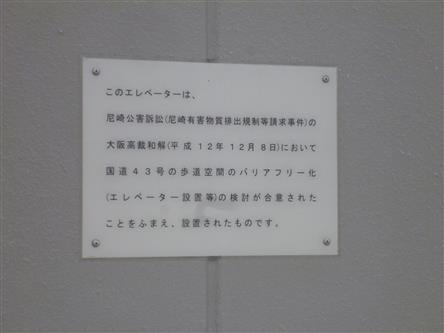 このエレベーターは、
尼崎公害訴訟(尼崎有害物質排出規制等請求事件)の
大阪高裁和解(平成12年12月8日)において
国道43号の歩道空間のバリアフリー化
(エレベーター設置等)の検討が合意された
ことをふまえ、設置されたものです。